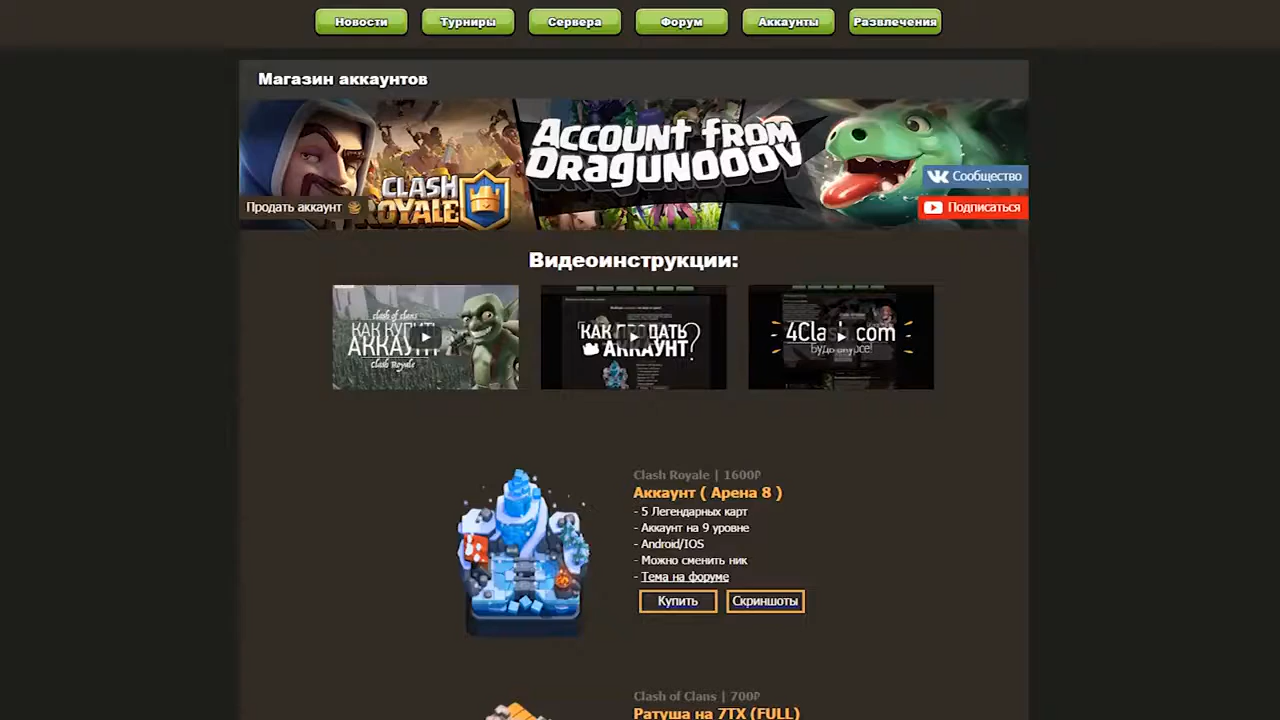 Новости
Турниры
Сервера
Форум
Аккаунты
Развлечения
Магазин аккаунтов
ACCOUNT FROM
DRAGUNOOOV
CLASH
ROYALE
Продать аккаунт
Сообщество
Подписаться
Видеоинструкции:
clash of clans
КАК КУПИТЬ
АККАУНТ
Clash Royale
КАК ПРОДАТЬ
АККАУНТ?
4Clash.com
Будь в курсе!
Clash Royale | 1600₽
Аккаунт ( Арена 8 )
- 5 Легендарных карт
- Аккаунт на 9 уровне
- Android/IOS
- Можно сменить ник
- Тема на форуме
Купить
Скриншоты
Clash of Clans | 700₽
Ратуша на 7ТХ (FULL)